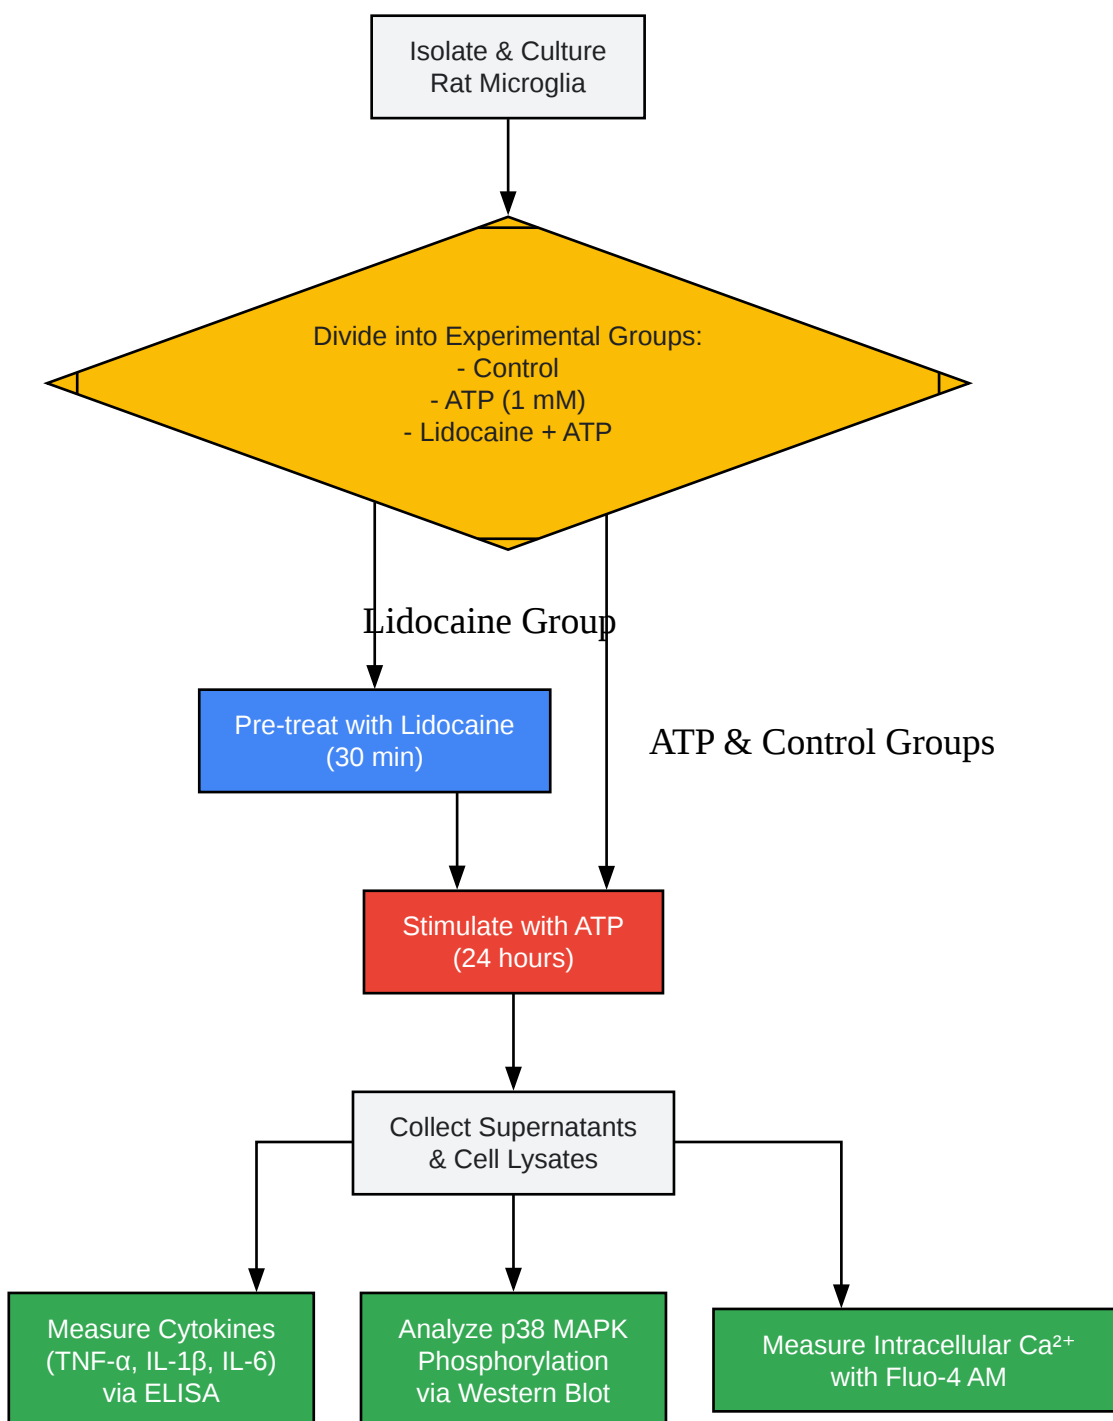 Isolate & Culture
Rat Microglia
Divide into Experimental Groups:
- Control
- ATP (1 mM)
- Lidocaine + ATP
Lidocaine Group
Pre-treat with Lidocaine
(30 min)
ATP & Control Groups
Stimulate with ATP
(24 hours)
Collect Supernatants
& Cell Lysates
Measure Cytokines
(TNF-α, IL-1β, IL-6)
via ELISA
Analyze p38 MAPK
Phosphorylation
via Western Blot
Measure Intracellular Ca²⁺
with Fluo-4 AM